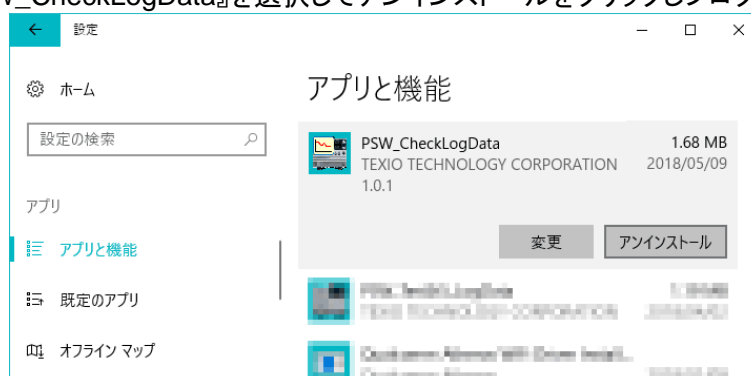 W_CheckLogData』を選択してアンインストールをクリックしプログ
設定
ホーム
設定の検索
アプリ
アプリと機能
既定のアプリ
オフライン マップ
アプリと機能
PSW_CheckLogData 1.68 MB
TEXIO TECHNOLOGY CORPORATION 2018/05/09
1.0.1
変更 アンインストール